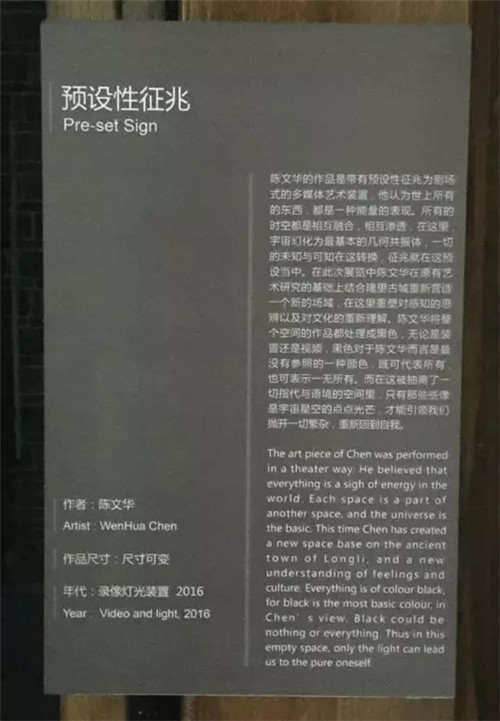 预设性征兆
Pre-set Sign
陈文华的作品是带有预设性征兆为剧场
式的多媒体艺术装置，他认为世上所有
的东西，都是一种能量的表现。所有的
时空都是相互融合，相互渗透，在这里，
宇宙幻化为最基本的几何共振体，一切
的未知与可知在这转换，征兆就在这预
设当中。在此次展览中陈文华在原有艺
术研究的基础上结合隆里古城重新营造
一个新的场域，在这里重塑对感知的思
辨以及对文化的重新理解。陈文华将整
个空间的作品都处理成黑色，无论是装
置还是视频，黑色对于陈文华而言是最
没有参照的一种颜色，既可代表所有，
也可表示一无所有。而在这被抽离了一
切指代与语境的空间里，只有那些能像
是宇宙星空的点点光芒，才能引领我们
抛开一切繁杂，重新回到自我。
The art piece of Chen was performed
in a theater way. He believed that
everything is a sigh of energy in the
world. Each space is a part of
another space, and the universe is
the basic. This time Chen has created
a new space base on the ancient
town of Longli, and a new
understanding of feelings and
culture. Everything is of colour black,
for black is the most basic colour, in
Chen's view. Black could be
nothing or everything. Thus in this
empty space, only the light can lead
us to the pure oneself.
作者：陈文华
Artist：WenHua Chen
作品尺寸：尺寸可变
年代：录像灯光装置 2016
Year：Video and light, 2016